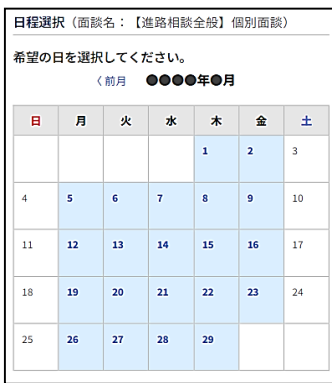 日程選択（面談名：【進路相談全般】個別面談）
希望の日を選択してください。
〈 前月 ●●●●年●月
日 月 火 水 木 金 土
1 2 3
4 5 6 7 8 9 10
11 12 13 14 15 16 17
18 19 20 21 22 23 24
25 26 27 28 29